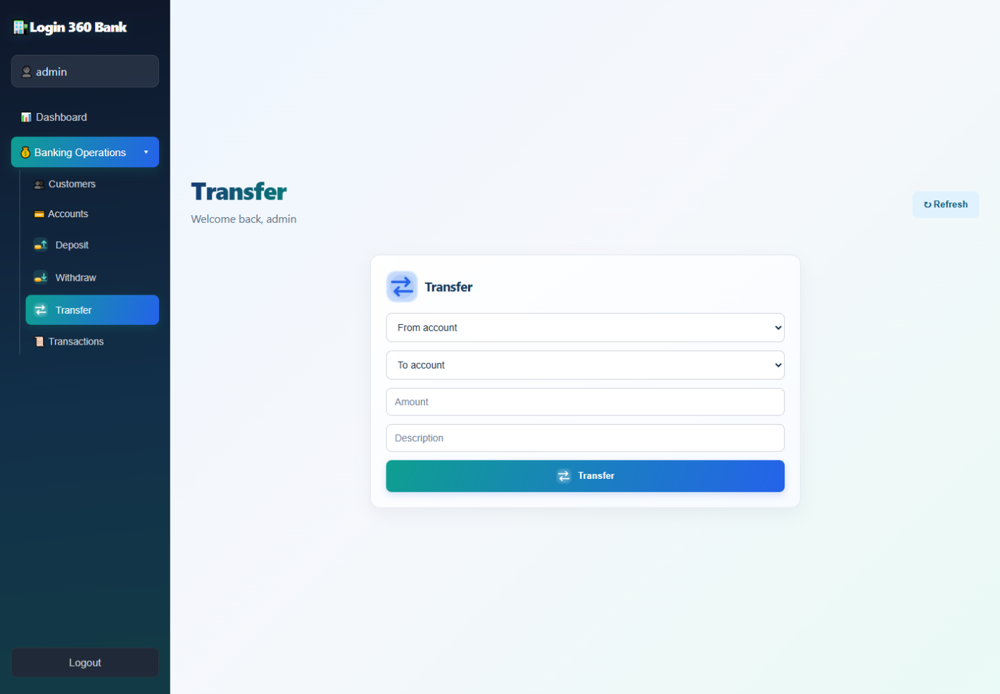 Login 360 Bank
admin
Dashboard
Banking Operations
Customers
Accounts
Deposit
Withdraw
Transfer
Transactions
Logout
Transfer
Welcome back, admin
Refresh
Transfer
From account
To account
Amount
Description
Transfer